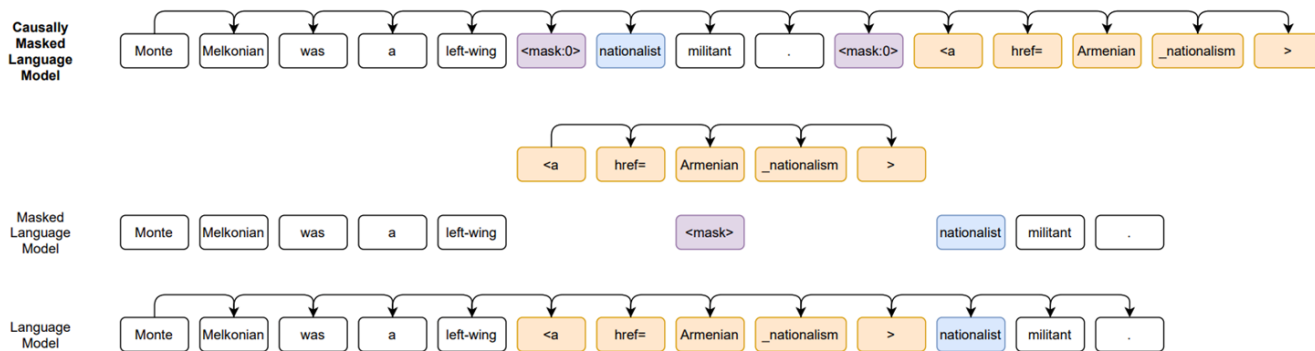 Causally
Masked
Language
Model
Monte Melkonian was a left-wing <mask:0> nationalist militant . <mask:0> <a href= Armenian _nationalism >
<a href= Armenian _nationalism >
Masked
Language
Model
Monte Melkonian was a left-wing <mask> nationalist militant .
Language
Model
Monte Melkonian was a left-wing <a href= Armenian _nationalism > nationalist militant .